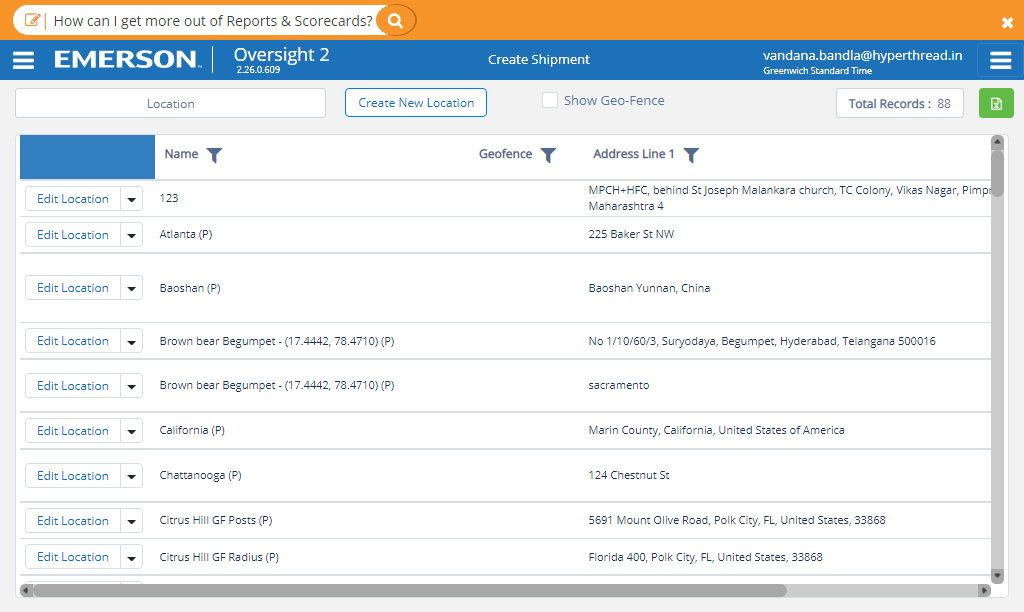 How can I get more out of Reports & Scorecards?
EMERSON
Oversight 2
2.26.0.609
Create Shipment
vandana.bandla@hyperthread.in
Greenwich Standard Time
Location
Create New Location
Show Geo-Fence
Total Records : 88
Name Geofence Address Line 1
Edit Location 123 MPCH+HFC, behind St Joseph Malankara church, TC Colony, Vikas Nagar, Pimpr
Maharashtra 4
Edit Location Atlanta (P) 225 Baker St NW
Edit Location Baoshan (P) Baoshan Yunnan, China
Edit Location Brown bear Begumpet - (17.4442, 78.4710) (P) No 1/10/60/3, Suryodaya, Begumpet, Hyderabad, Telangana 500016
Edit Location Brown bear Begumpet - (17.4442, 78.4710) (P) sacramento
Edit Location California (P) Marin County, California, United States of America
Edit Location Chattanooga (P) 124 Chestnut St
Edit Location Citrus Hill GF Posts (P) 5691 Mount Olive Road, Polk City, FL, United States, 33868
Edit Location Citrus Hill GF Radius (P) Florida 400, Polk City, FL, United States, 33868